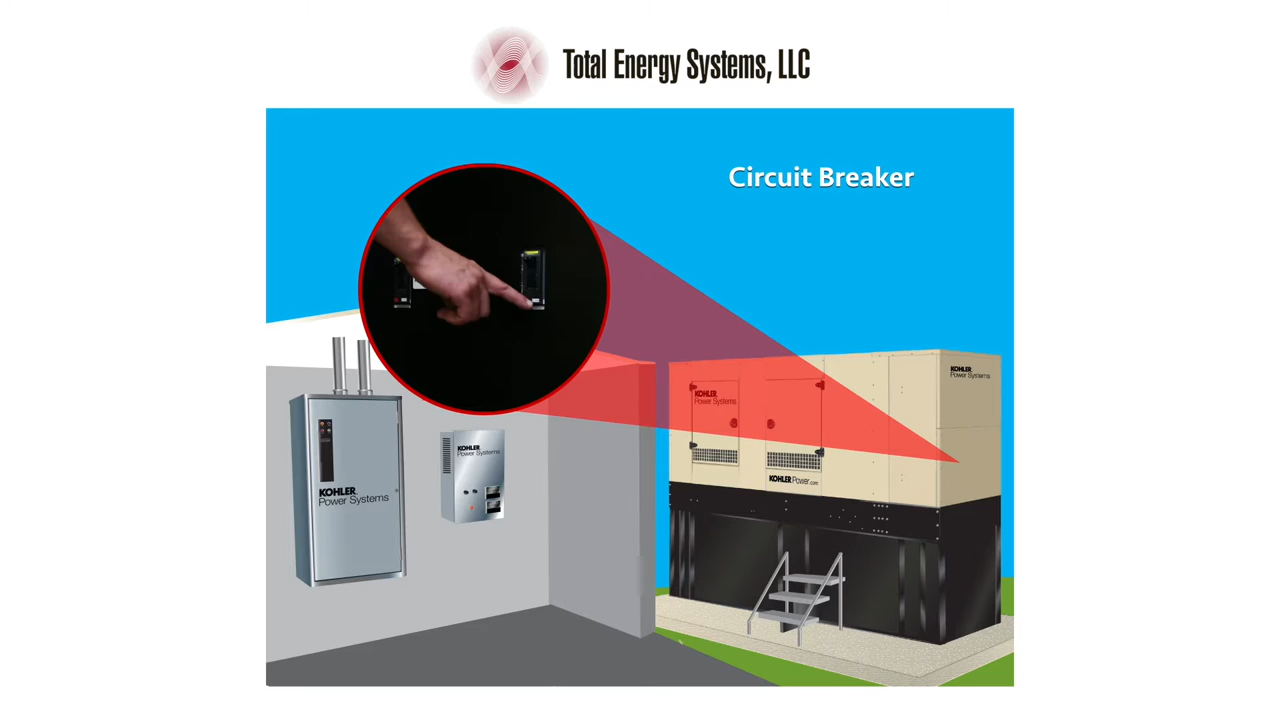 Total Energy Systems, LLC
Circuit Breaker
KOHLER
Power Systems
KOHLER
Power Systems
KOHLER.
Power Systems
KOHLER
Power Systems
KOHLERPower.com